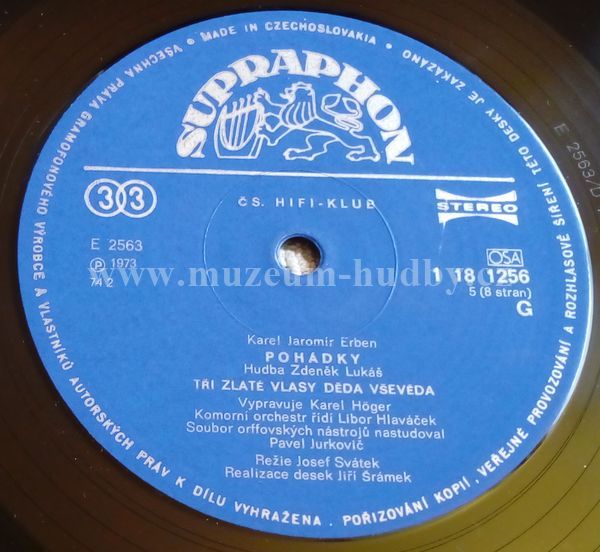 VŠECHNA PRÁVA GRAMOFONOVÉHO VÝROBCE A VLASTNÍKŮ AUTORSKÝCH PRÁV K DÍLU VYHRAŽENA. POŘIZOVÁNÍ KOPIÍ, VEŘEJNÉ PROVOZOVÁNÍ A ROZHLASOVÉ ŠÍŘENÍ TÉTO DESKY JE ZAKÁZÁNO • MADE IN CZECHOSLOVAKIA •
SUPRAPHON
33
ČS. HIFI-KLUB
STEREO
E 2563
Ⓟ 1973
74 2
OSA
1 18 1256
5 (8 stran)
G
www.muzeum-hudby.
Karel Jaromír Erben
POHÁDKY
Hudba Zdeněk Lukáš
TŘI ZLATÉ VLASY DĚDA VŠEVĚDA
Vypravuje Karel Höger
Komorní orchestr řídí Libor Hlaváček
Soubor orffovských nástrojů nastudoval
Pavel Jurkovič
Režie Josef Svátek
Realizace desek Jiří Šrámek
E 2563/D